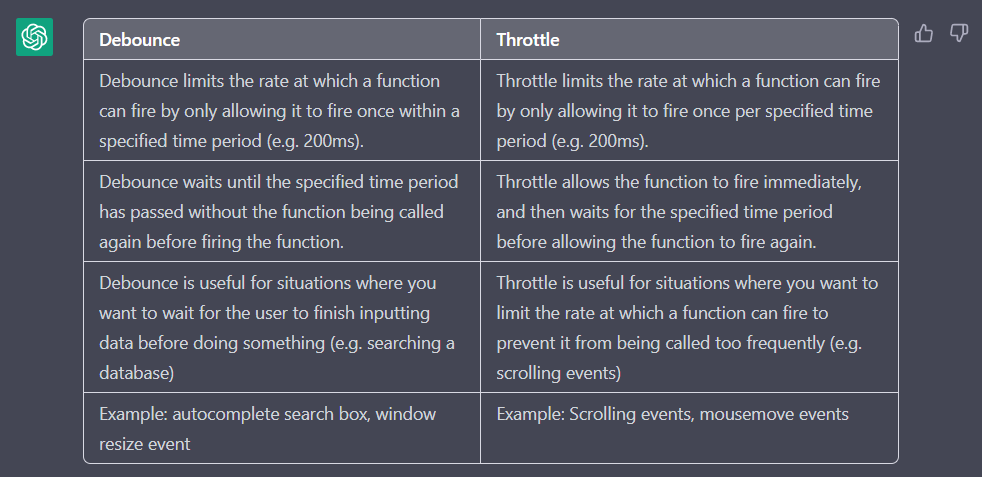 Debounce
Throttle
Debounce limits the rate at which a function
can fire by only allowing it to fire once within a
specified time period (e.g. 200ms).
Throttle limits the rate at which a function can fire
by only allowing it to fire once per specified time
period (e.g. 200ms).
Debounce waits until the specified time period
has passed without the function being called
again before firing the function.
Throttle allows the function to fire immediately,
and then waits for the specified time period
before allowing the function to fire again.
Debounce is useful for situations where you
want to wait for the user to finish inputting
data before doing something (e.g. searching a
database)
Throttle is useful for situations where you want to
limit the rate at which a function can fire to
prevent it from being called too frequently (e.g.
scrolling events)
Example: autocomplete search box, window
resize event
Example: Scrolling events, mousemove events